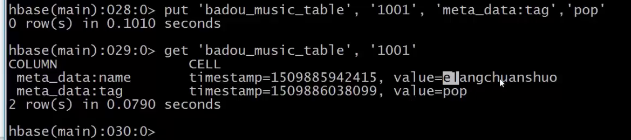 hbase(main):028:0> put 'badou_music_table', '1001', 'meta_data:tag','pop'
0 row(s) in 0.1010 seconds
hbase(main):029:0> get 'badou_music_table', '1001'
COLUMN CELL
meta_data:name timestamp=1509885942415, value=elangchuanshuo
meta_data:tag timestamp=1509886038099, value=pop
2 row(s) in 0.0790 seconds
hbase(main):030:0>